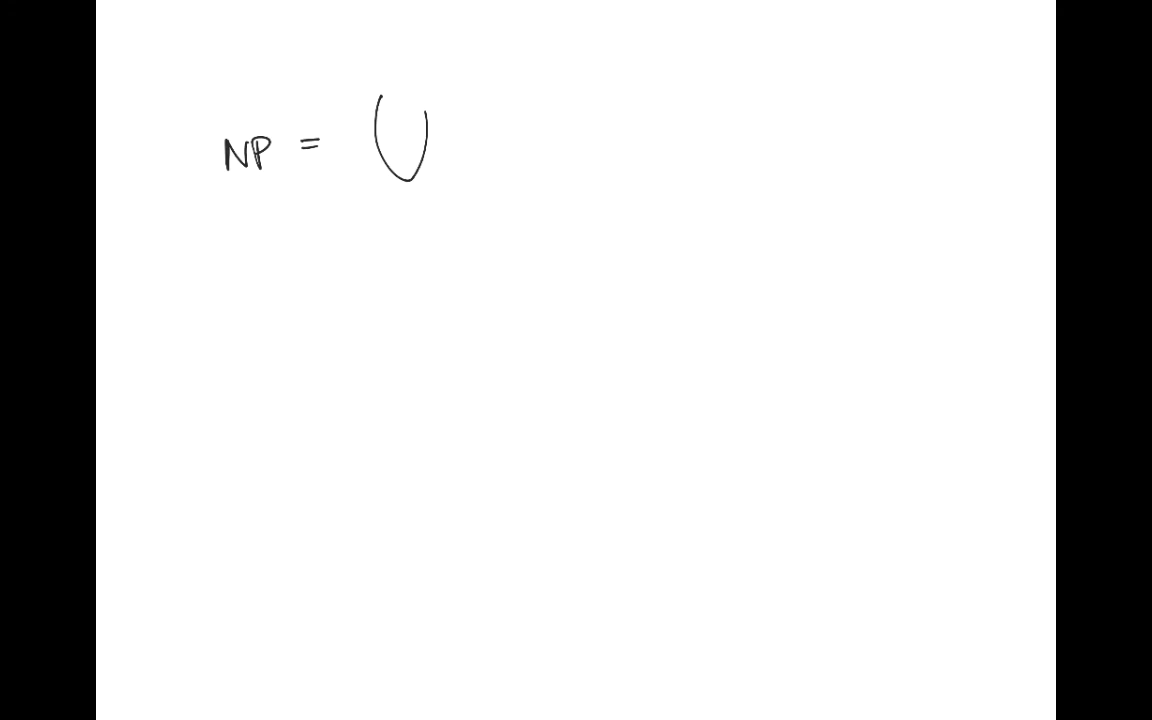 NP = ∪